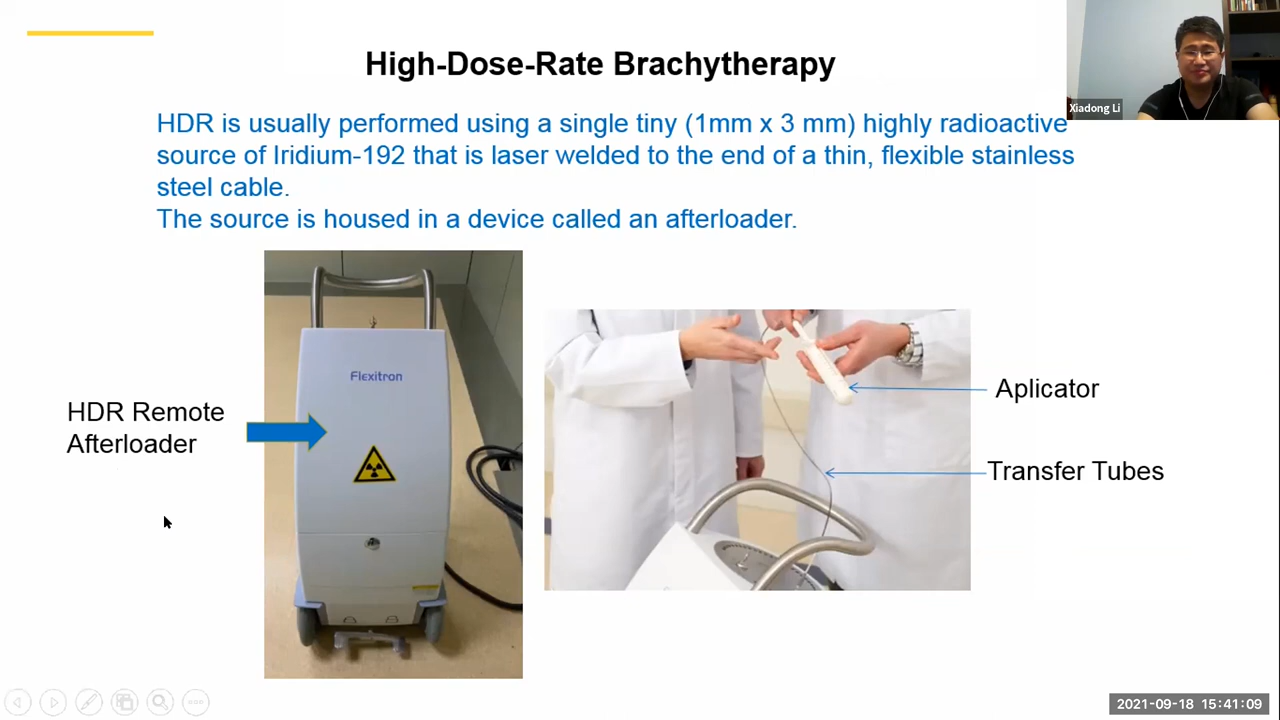 High-Dose-Rate Brachytherapy
Xiadong Li
HDR is usually performed using a single tiny (1mm x 3 mm) highly radioactive
source of Iridium-192 that is laser welded to the end of a thin, flexible stainless
steel cable.
The source is housed in a device called an afterloader.
Flexitron
HDR Remote
Afterloader
Aplicator
Transfer Tubes
2021-09-18 15:41:09